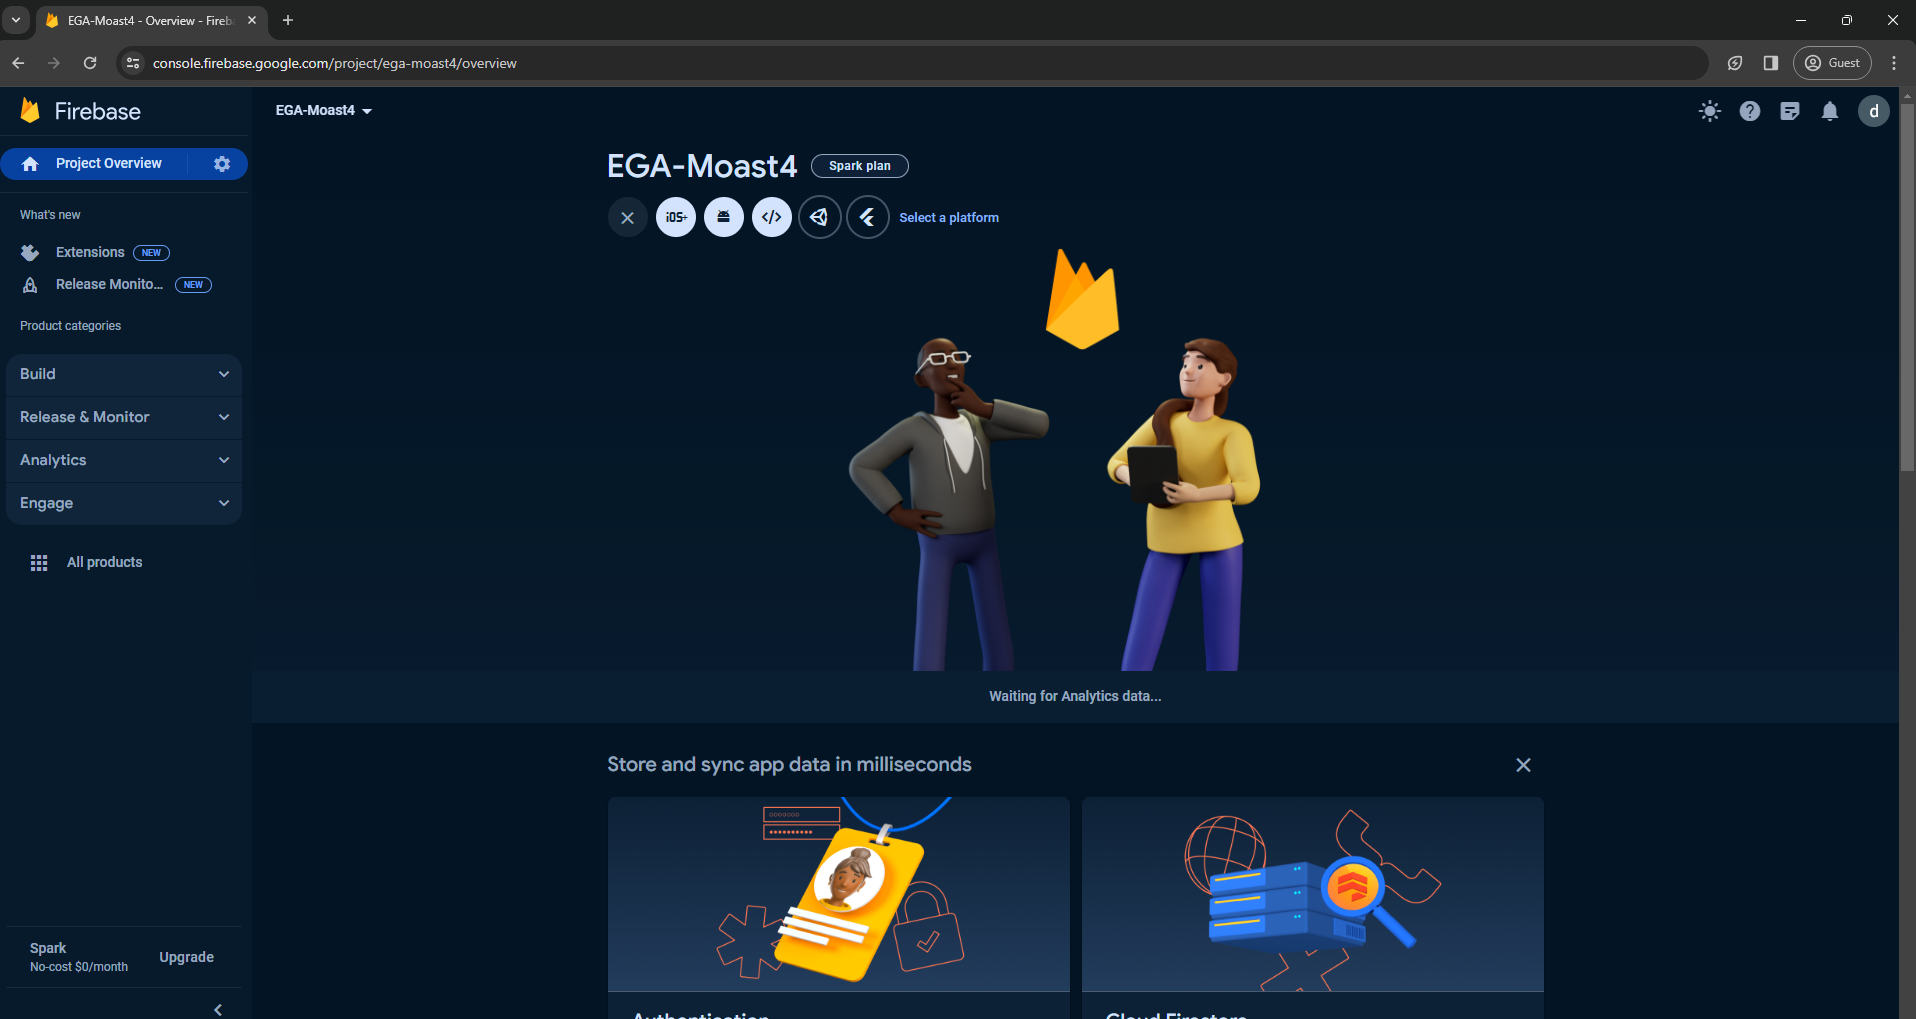 EGA-Moast4 - Overview - Fireb
console.firebase.google.com/project/ega-moast4/overview
Guest
Firebase
EGA-Moast4
d
Project Overview
EGA-Moast4
Spark plan
iOS+
</>
Select a platform
What's new
Extensions NEW
Release Monito... NEW
Product categories
Build
Release & Monitor
Analytics
Engage
All products
Waiting for Analytics data...
Store and sync app data in milliseconds
Authentication
Cloud Firestore
Spark
No-cost $0/month
Upgrade